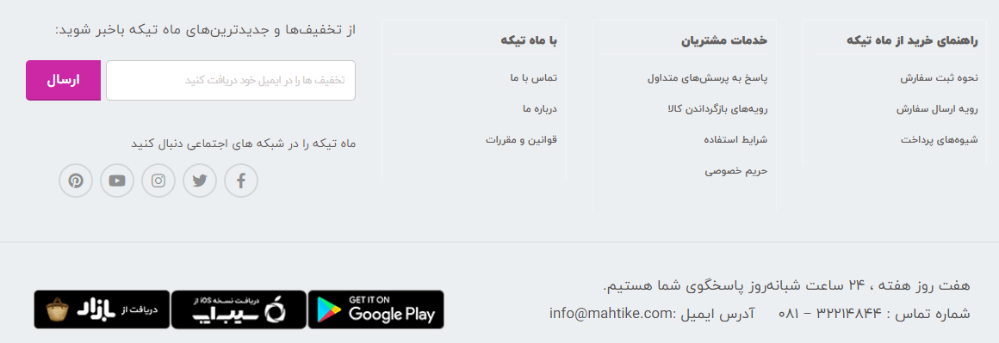 راهنمای خرید از ماه تیکه
نحوه ثبت سفارش
رویه ارسال سفارش
شیوه‌های پرداخت
خدمات مشتریان
پاسخ به پرسش‌های متداول
رویه‌های بازگرداندن کالا
شرایط استفاده
حریم خصوصی
با ماه تیکه
تماس با ما
درباره ما
قوانین و مقررات
از تخفیف‌ها و جدیدترین‌های ماه تیکه باخبر شوید:
تخفیف ها را در ایمیل خود دریافت کنید
ارسال
ماه تیکه را در شبکه های اجتماعی دنبال کنید
هفت روز هفته ، ۲۴ ساعت شبانه‌روز پاسخگوی شما هستیم.
شماره تماس : ۳۲۲۱۴۸۴۴ – ۰۸۱ آدرس ایمیل :info@mahtike.com
GET IT ON
Google Play
دریافت نسخه iOS از
سیب‌اپ
دریافت از بازار